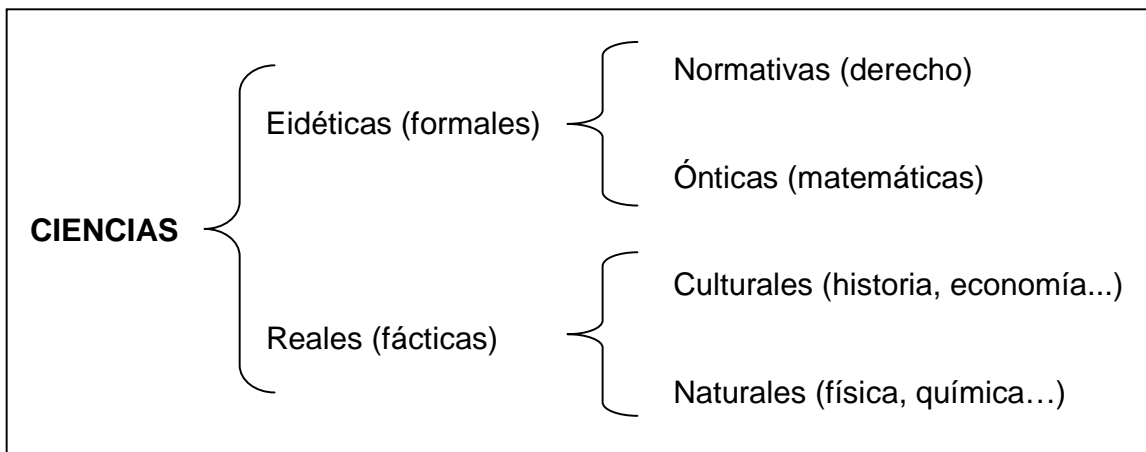 CIENCIAS
Eidéticas (formales)
Normativas (derecho)
Ónticas (matemáticas)
Reales (fácticas)
Culturales (historia, economía...)
Naturales (física, química…)